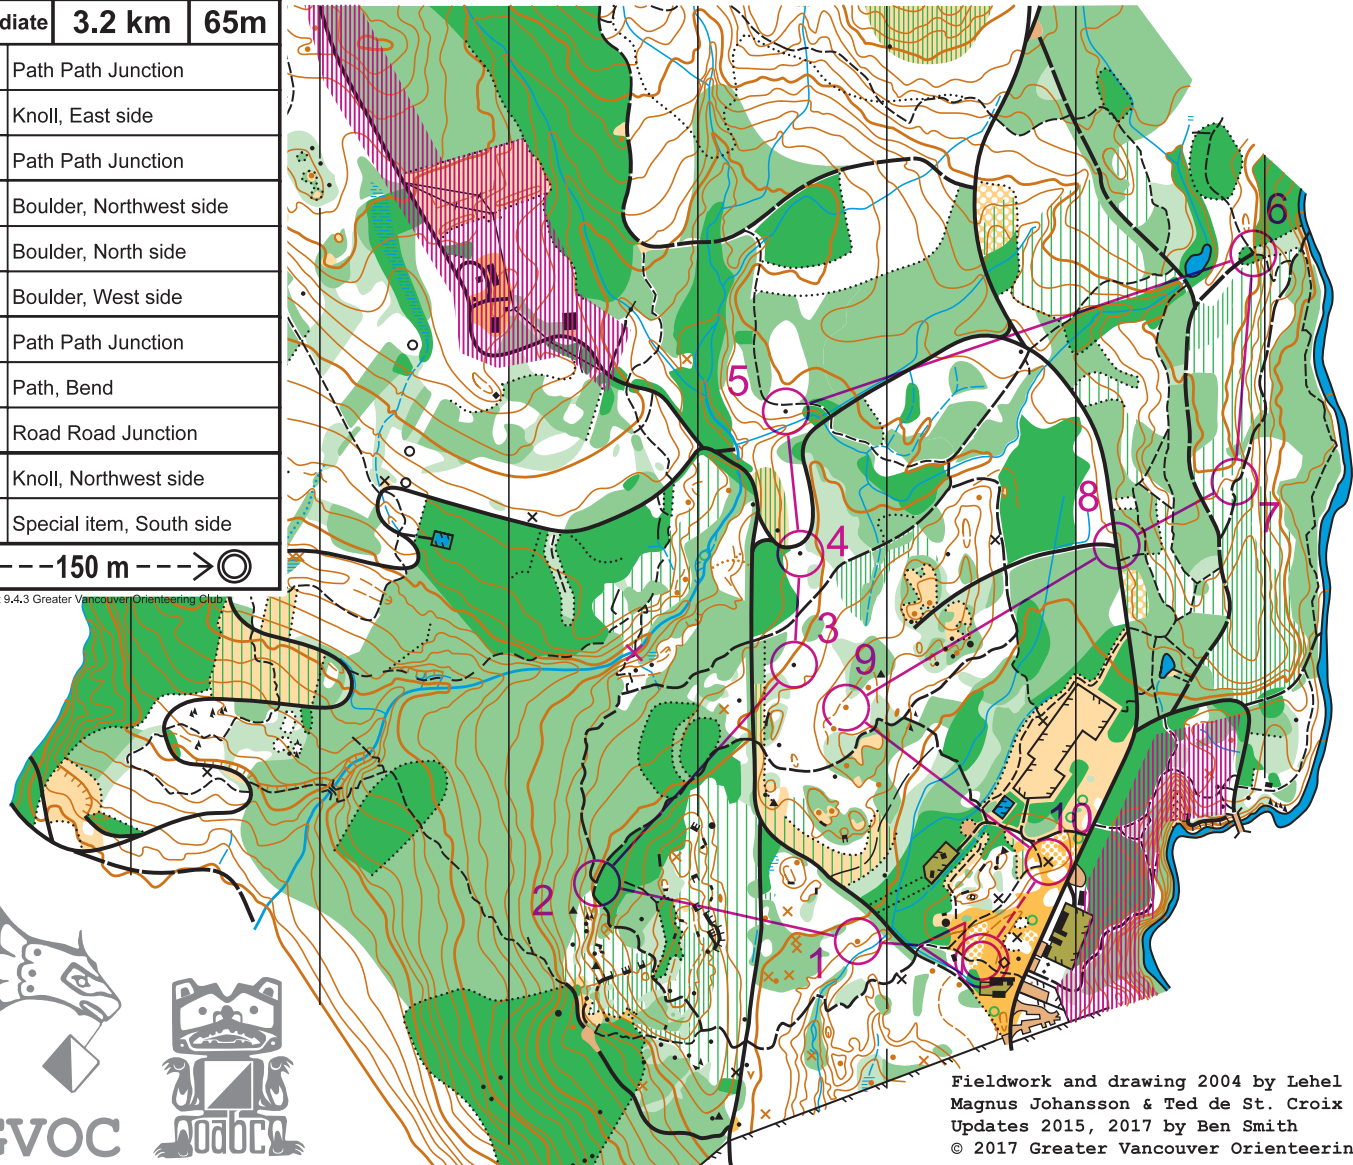 diate 3.2 km 65m
Path Path Junction
Knoll, East side
Path Path Junction
Boulder, Northwest side
Boulder, North side
Boulder, West side
Path Path Junction
Path, Bend
Road Road Junction
Knoll, Northwest side
Special item, South side
150 m
9.4.3 Greater Vancouver Orienteering Club.
6
5
8
7
4
3
9
10
2
1
GVOC
oabc
Fieldwork and drawing 2004 by Lehel
Magnus Johansson & Ted de St. Croix
Updates 2015, 2017 by Ben Smith
© 2017 Greater Vancouver Orienteerin